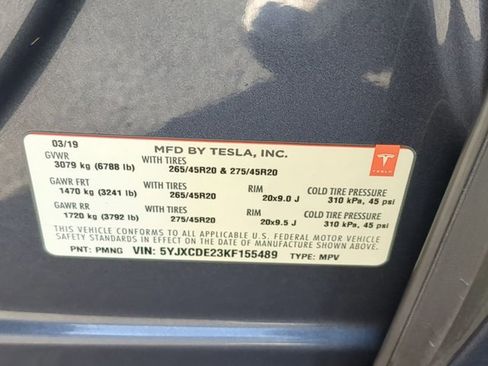 03/19 MFD BY TESLA, INC.
GVWR WITH TIRES
3079 kg (6788 lb) 265/45R20 & 275/45R20
GAWR FRT WITH TIRES RIM COLD TIRE PRESSURE
1470 kg (3241 lb) 265/45R20 20x9.0 J 310 kPa, 45 psi
GAWR RR WITH TIRES RIM COLD TIRE PRESSURE
1720 kg (3792 lb) 275/45R20 20x9.5 J 310 kPa, 45 psi
THIS VEHICLE CONFORMS TO ALL APPLICABLE U.S. FEDERAL MOTOR VEHICLE
SAFETY STANDARDS IN EFFECT ON THE DATE OF MANUFACTURE SHOWN ABOVE.
PNT: PMNG VIN: 5YJXCDE23KF155489 TYPE: MPV